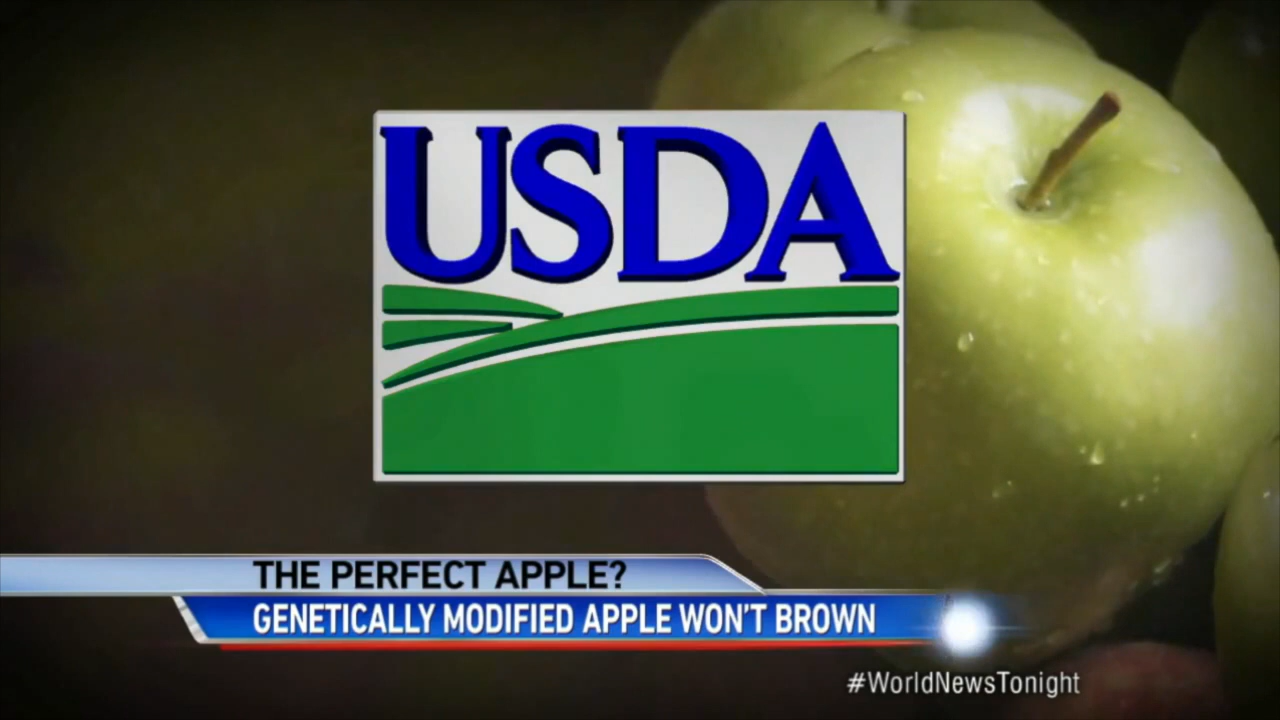 USDA
THE PERFECT APPLE?
GENETICALLY MODIFIED APPLE WON'T BROWN
#WorldNewsTonight